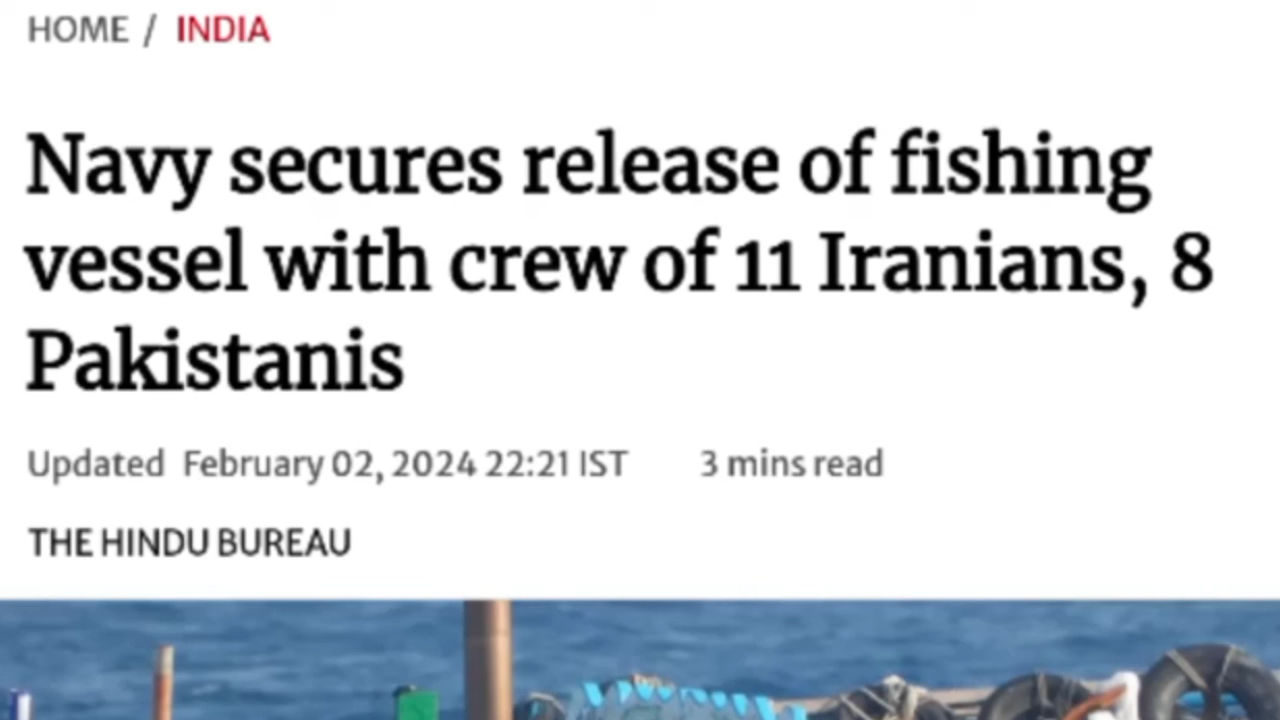 HOME / INDIA
Navy secures release of fishing
vessel with crew of 11 Iranians, 8
Pakistanis
Updated February 02, 2024 22:21 IST 3 mins read
THE HINDU BUREAU